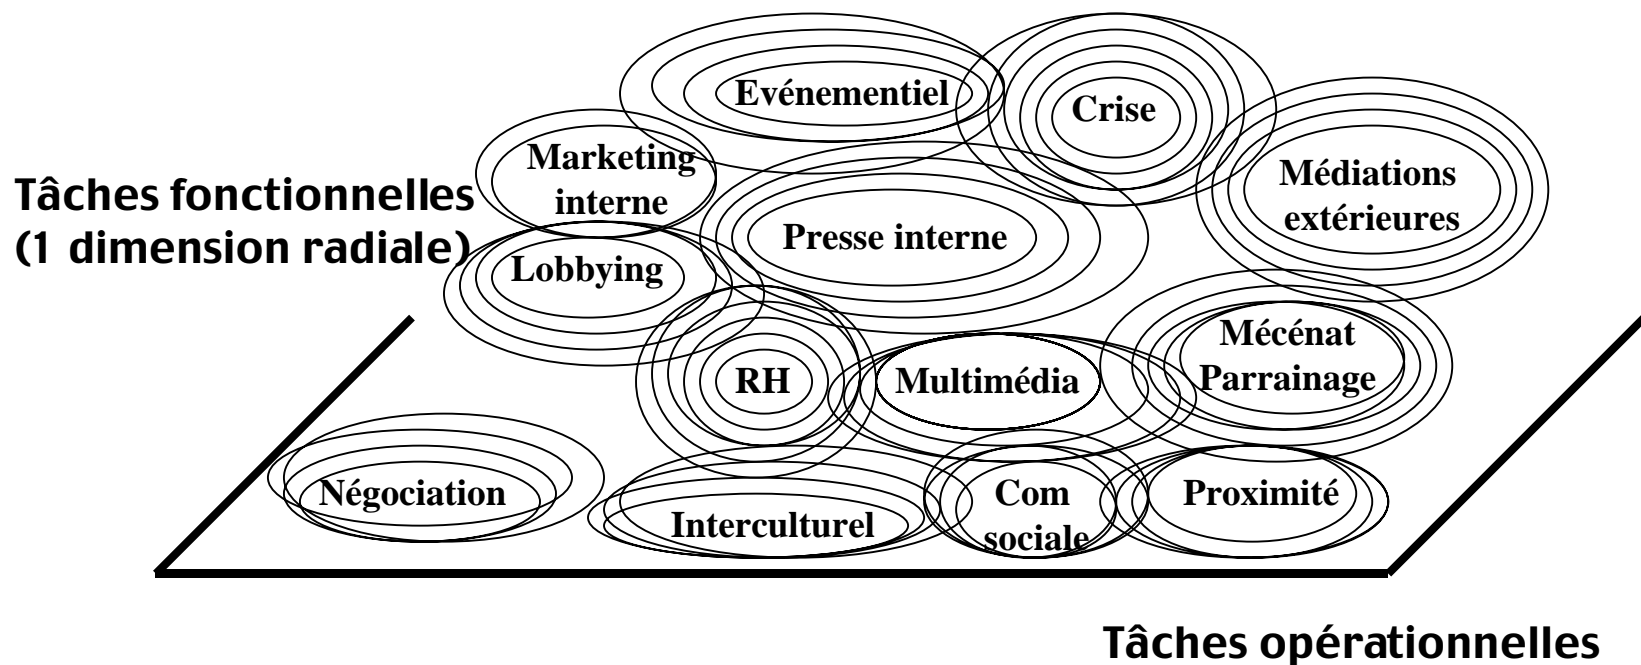 Evénementiel
Crise
Marketing
interne
Médiations
extérieures
Tâches fonctionnelles
(1 dimension radiale)
Presse interne
Lobbying
Mécénat
Parrainage
RH
Multimédia
Négociation
Interculturel
Com
sociale
Proximité
Tâches opérationnelles